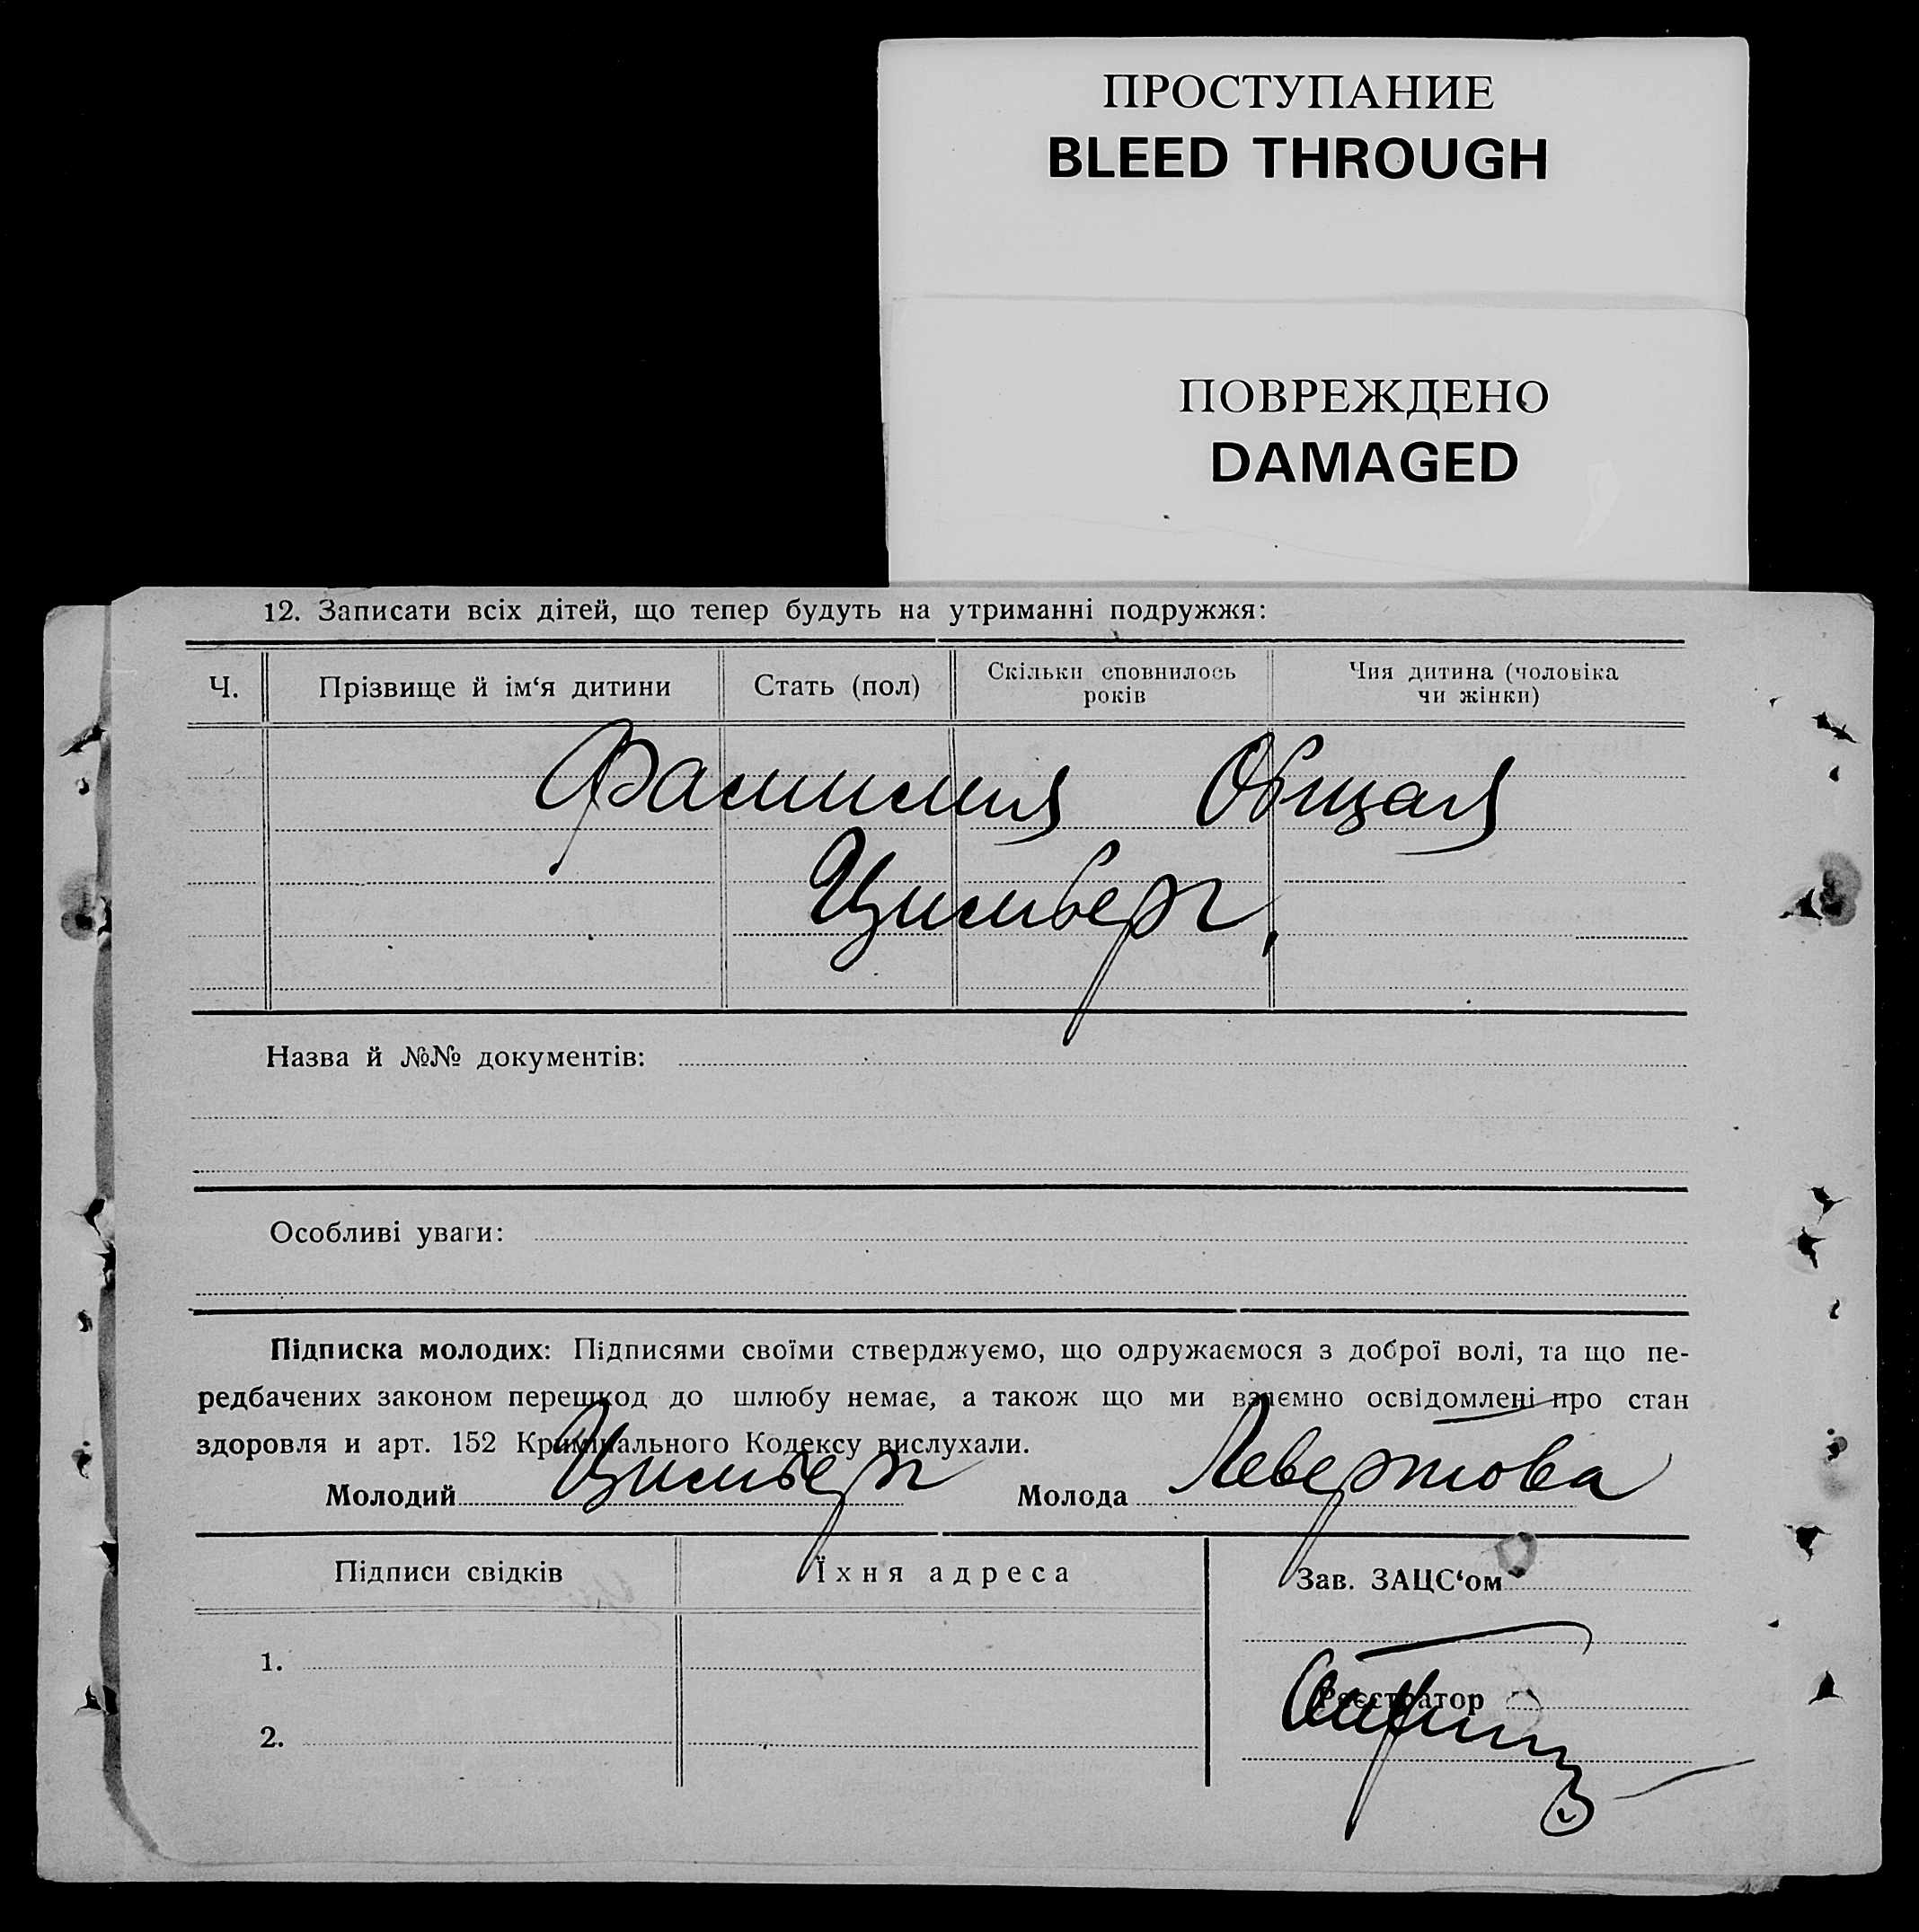 ПРОСТУПАНИЕ
BLEED THROUGH
ПОВРЕЖДЕНО
DAMAGED
12. Записати всіх дітей, що тепер будуть на утриманні подружжя:
Ч. Прізвище й ім‘я дитини Стать (пол) Скільки сповнилось років Чия дитина (чоловіка чи жінки)
Фамилия Общая
Цимберг,
Назва й №№ документів:
Особливі уваги:
Підписка молодих: Підписями своїми стверджуємо, що одружаємося з доброї волі, та що пе-
редбачених законом перешкод до шлюбу немає, а також що ми взаємно освідомлені про стан
здоровля и арт. 152 Кримінального Кодексу вислухали.
Молодий Цимберг Молода Левертова
Підписи свідків Їхня адреса Зав. ЗАЦС‘ом
1.
Реєстратор
2.